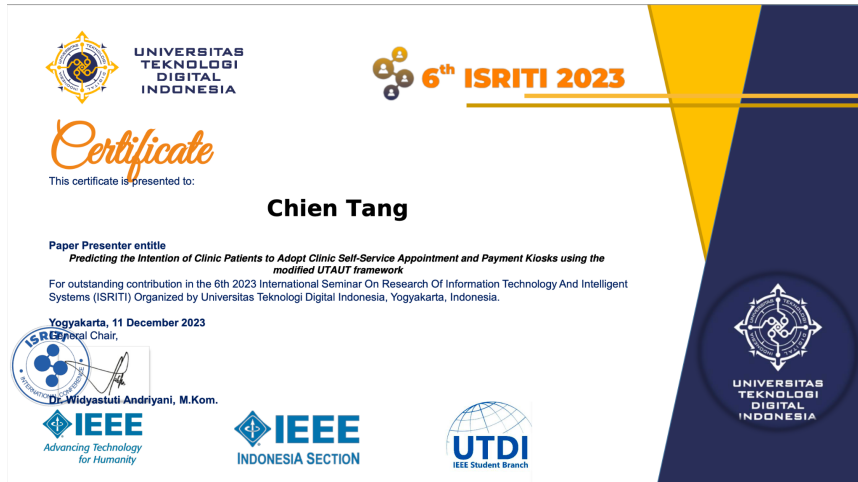 UNIVERSITAS
TEKNOLOGI
DIGITAL
INDONESIA
6th ISRITI 2023
Certificate
This certificate is presented to:
Chien Tang
Paper Presenter entitle
Predicting the Intention of Clinic Patients to Adopt Clinic Self-Service Appointment and Payment Kiosks using the
modified UTAUT framework
For outstanding contribution in the 6th 2023 International Seminar On Research Of Information Technology And Intelligent
Systems (ISRITI) Organized by Universitas Teknologi Digital Indonesia, Yogyakarta, Indonesia.
Yogyakarta, 11 December 2023
General Chair,
ISRITI
INTERNATIONAL CONFERENCE
Dr. Widyastuti Andriyani, M.Kom.
IEEE
Advancing Technology
for Humanity
IEEE
INDONESIA SECTION
UTDI
IEEE Student Branch
UNIVERSITAS
TEKNOLOGI
DIGITAL
INDONESIA